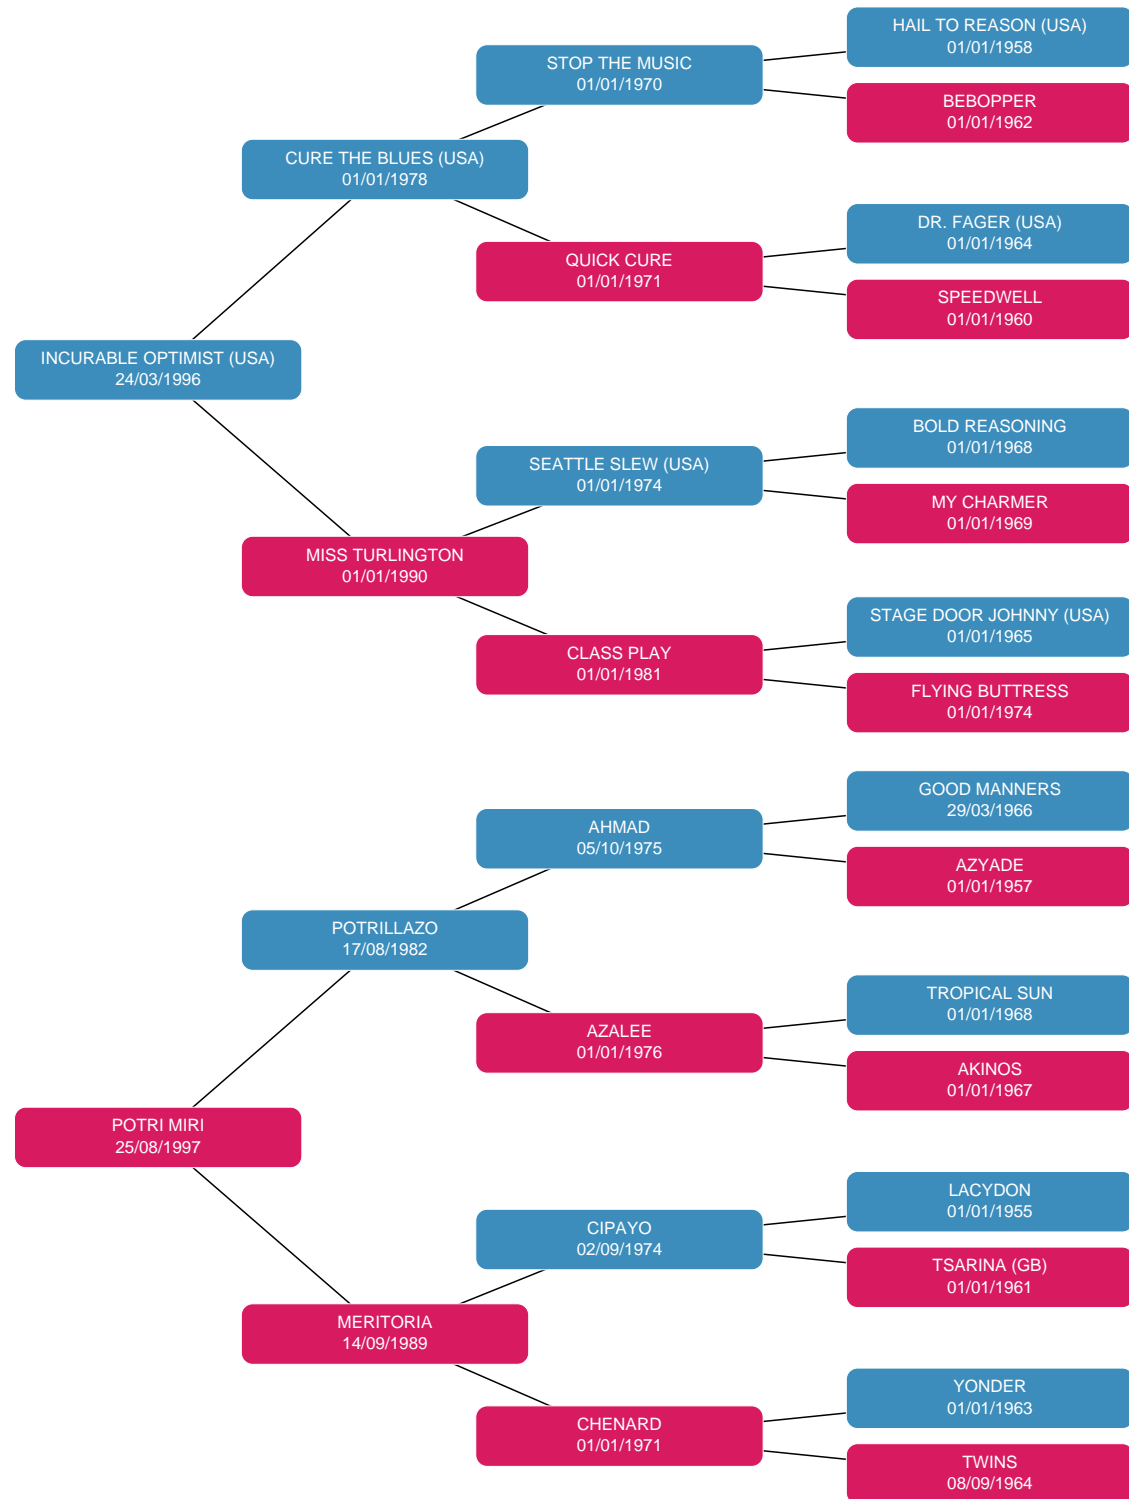 HAIL TO REASON (USA)
01/01/1958
STOP THE MUSIC
01/01/1970
BEBOPPER
01/01/1962
CURE THE BLUES (USA)
01/01/1978
DR. FAGER (USA)
01/01/1964
QUICK CURE
01/01/1971
SPEEDWELL
01/01/1960
INCURABLE OPTIMIST (USA)
24/03/1996
BOLD REASONING
01/01/1968
SEATTLE SLEW (USA)
01/01/1974
MY CHARMER
01/01/1969
MISS TURLINGTON
01/01/1990
STAGE DOOR JOHNNY (USA)
01/01/1965
CLASS PLAY
01/01/1981
FLYING BUTTRESS
01/01/1974
GOOD MANNERS
29/03/1966
AHMAD
05/10/1975
AZYADE
01/01/1957
POTRILLAZO
17/08/1982
TROPICAL SUN
01/01/1968
AZALEE
01/01/1976
AKINOS
01/01/1967
POTRI MIRI
25/08/1997
LACYDON
01/01/1955
CIPAYO
02/09/1974
TSARINA (GB)
01/01/1961
MERITORIA
14/09/1989
YONDER
01/01/1963
CHENARD
01/01/1971
TWINS
08/09/1964